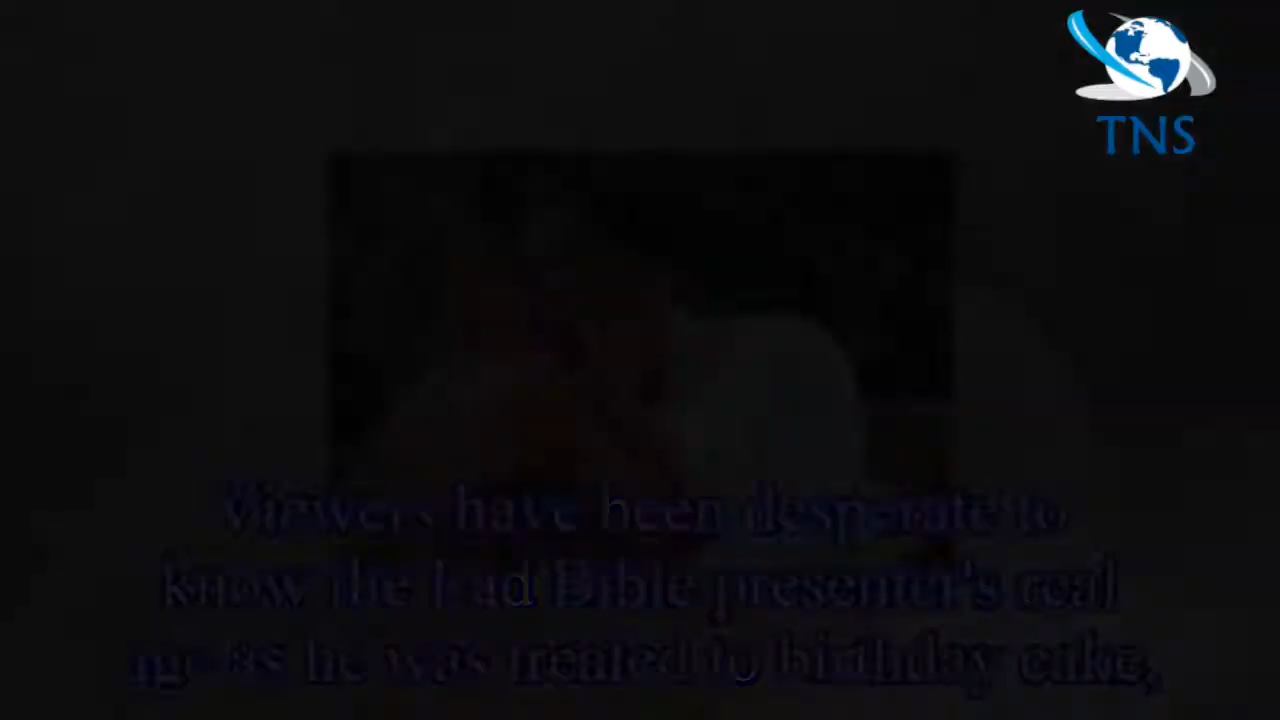 TNS
Viewers have been desperate to
know the Lad Bible presenter's real
age as he was treated to birthday cake,